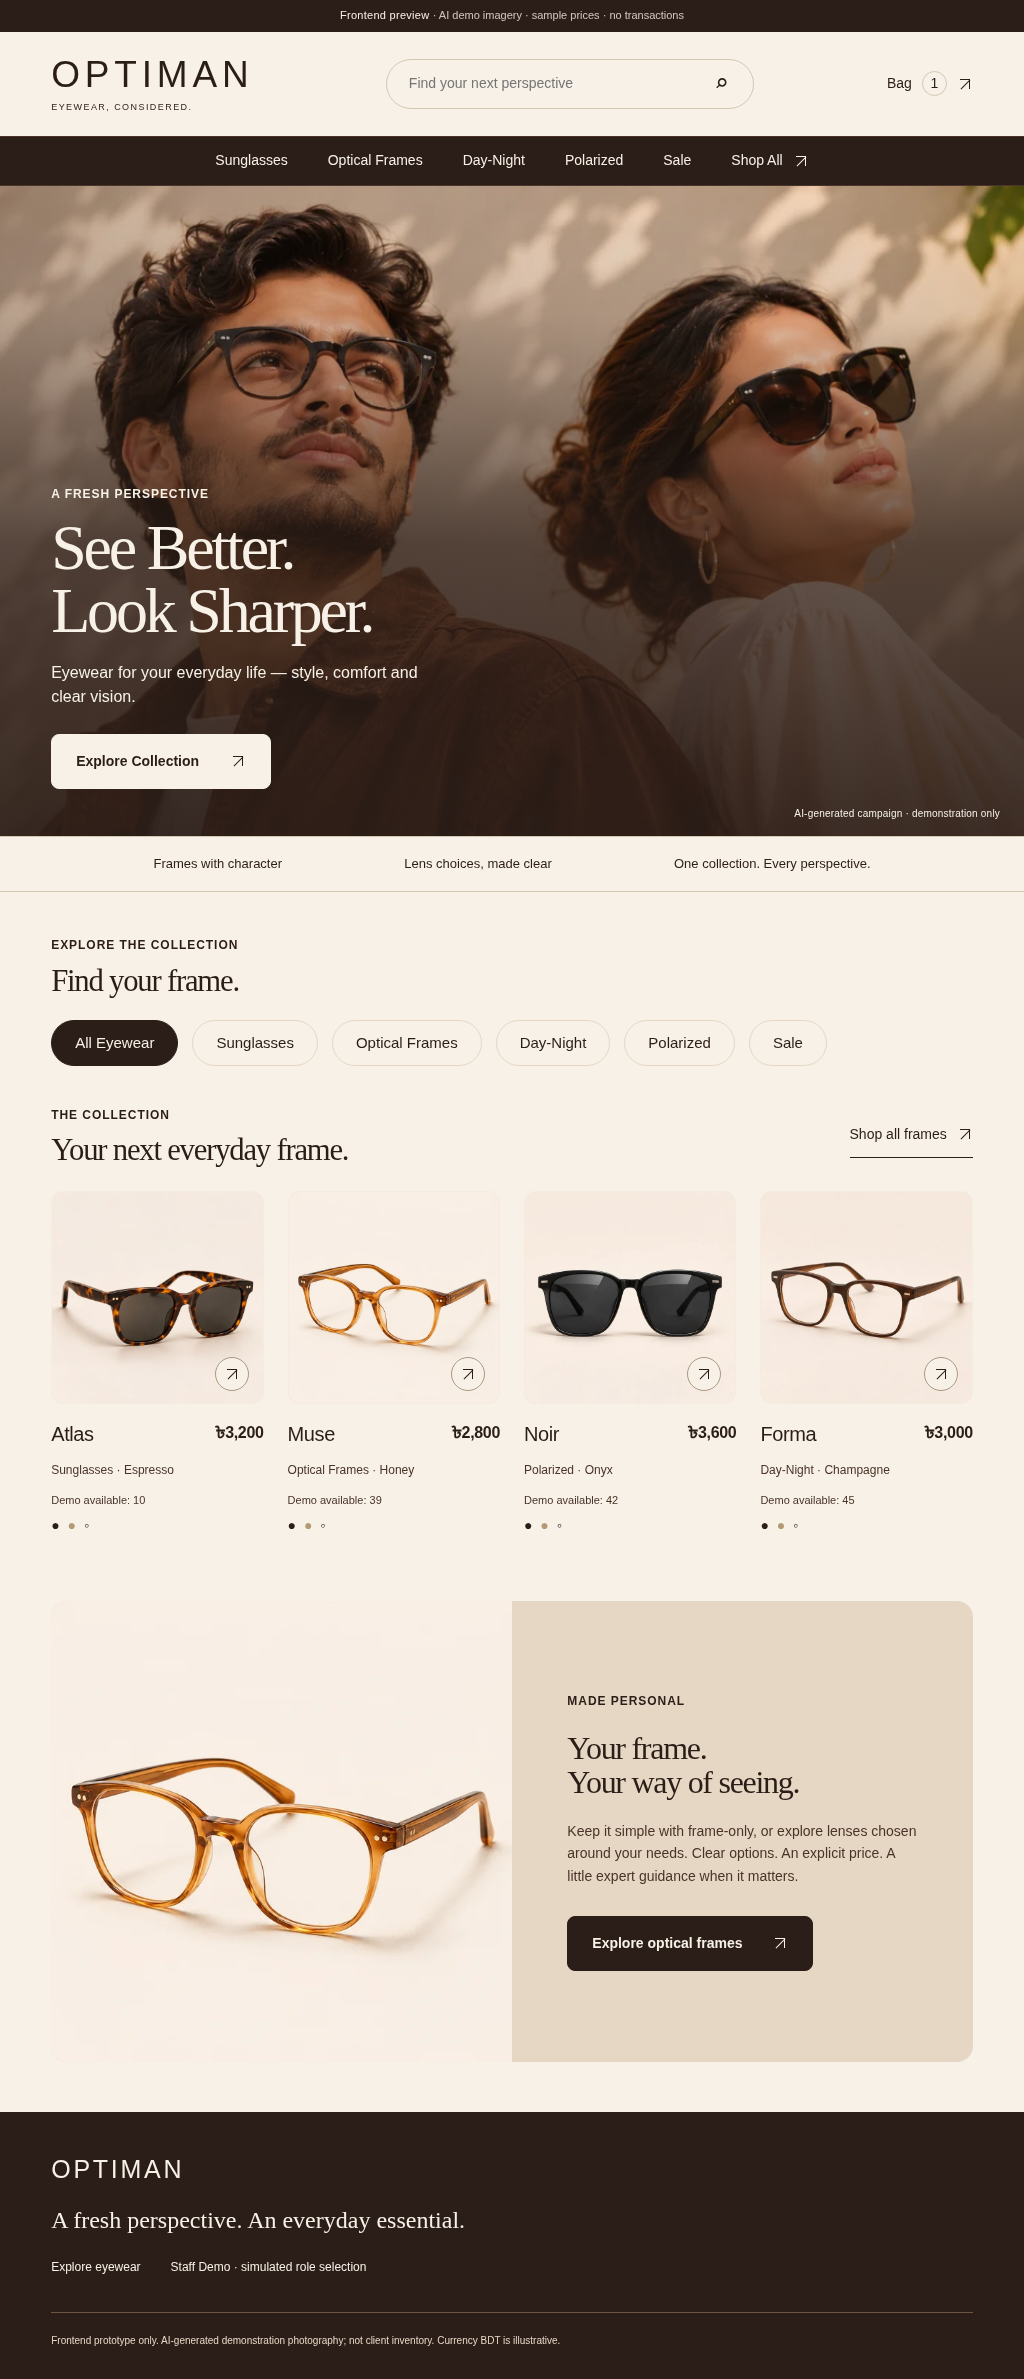 Frontend preview · AI demo imagery · sample prices · no transactions
OPTIMAN
EYEWEAR, CONSIDERED.
Find your next perspective
Bag 1
Sunglasses Optical Frames Day-Night Polarized Sale Shop All
A FRESH PERSPECTIVE
See Better.
Look Sharper.
Eyewear for your everyday life — style, comfort and
clear vision.
Explore Collection
AI-generated campaign · demonstration only
Frames with character Lens choices, made clear One collection. Every perspective.
EXPLORE THE COLLECTION
Find your frame.
All Eyewear Sunglasses Optical Frames Day-Night Polarized Sale
THE COLLECTION
Your next everyday frame.
Shop all frames
Atlas ৳3,200
Sunglasses · Espresso
Demo available: 10
Muse ৳2,800
Optical Frames · Honey
Demo available: 39
Noir ৳3,600
Polarized · Onyx
Demo available: 42
Forma ৳3,000
Day-Night · Champagne
Demo available: 45
MADE PERSONAL
Your frame.
Your way of seeing.
Keep it simple with frame-only, or explore lenses chosen
around your needs. Clear options. An explicit price. A
little expert guidance when it matters.
Explore optical frames
OPTIMAN
A fresh perspective. An everyday essential.
Explore eyewear Staff Demo · simulated role selection
Frontend prototype only. AI-generated demonstration photography; not client inventory. Currency BDT is illustrative.